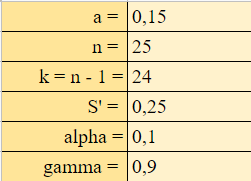 a = 0,15
n = 25
k = n - 1 = 24
S' = 0,25
alpha = 0,1
gamma = 0,9